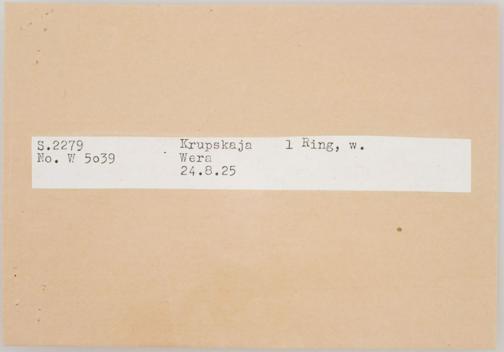 S.2279 Krupskaja 1 Ring, w.
No. W 5o39 Wera
24.8.25